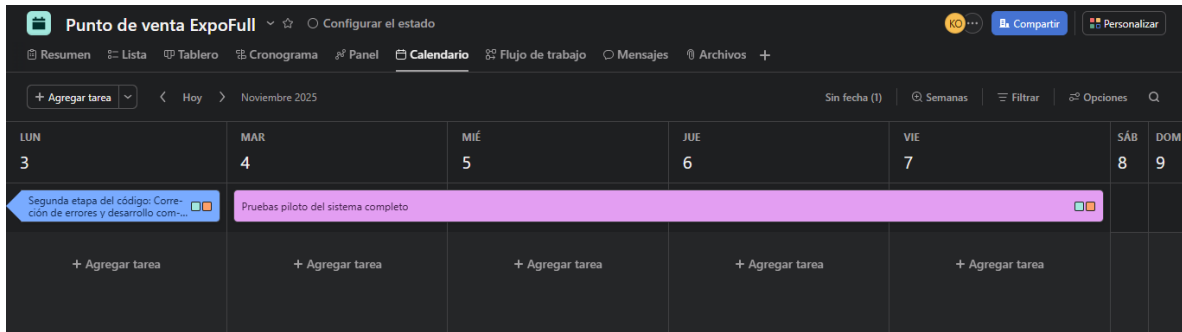 Punto de venta ExpoFull Configurar el estado KO Compartir Personalizar
Resumen Lista Tablero Cronograma Panel Calendario Flujo de trabajo Mensajes Archivos +
+ Agregar tarea Hoy Noviembre 2025 Sin fecha (1) Semanas Filtrar Opciones
LUN MAR MIÉ JUE VIE SÁB DOM
3 4 5 6 7 8 9
Segunda etapa del código: Corre-
ción de errores y desarrollo com-...
Pruebas piloto del sistema completo
+ Agregar tarea + Agregar tarea + Agregar tarea + Agregar tarea + Agregar tarea